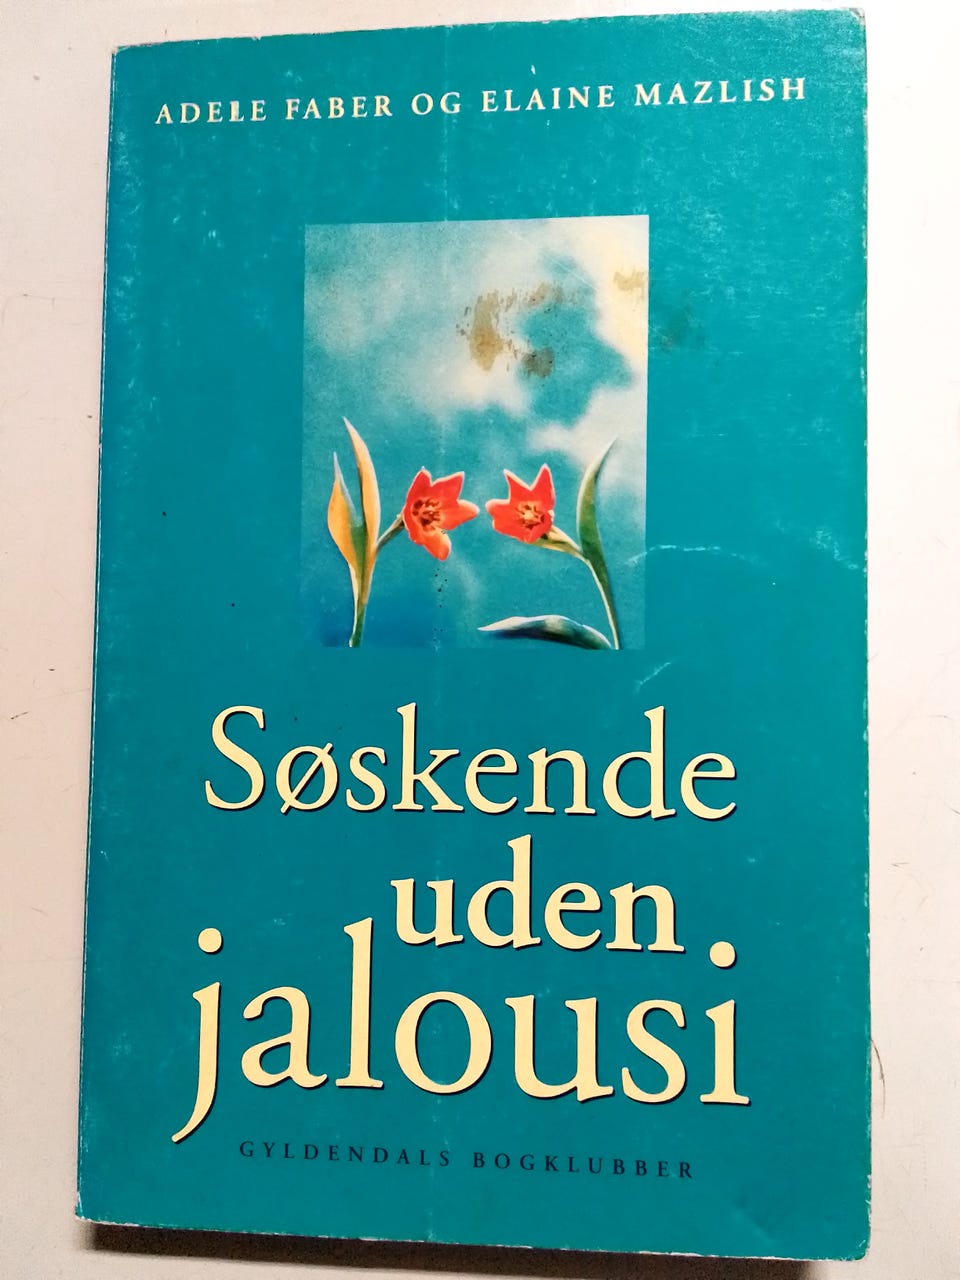 ADELE FABER OG ELAINE MAZLISH
Søskende
uden
jalousi
GYLDENDALS BOGKLUBBER